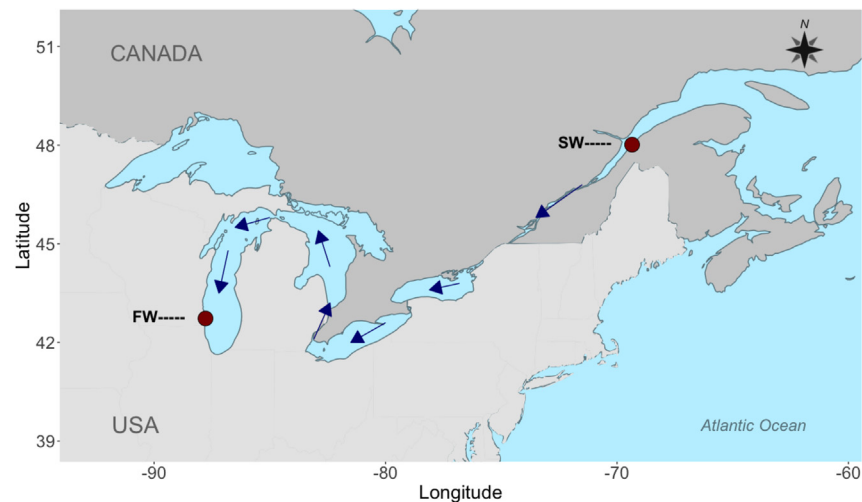 N
CANADA
51
48
45
42
39
Latitude
SW-----
FW-----
USA
Atlantic Ocean
-90
-80
-70
-60
Longitude